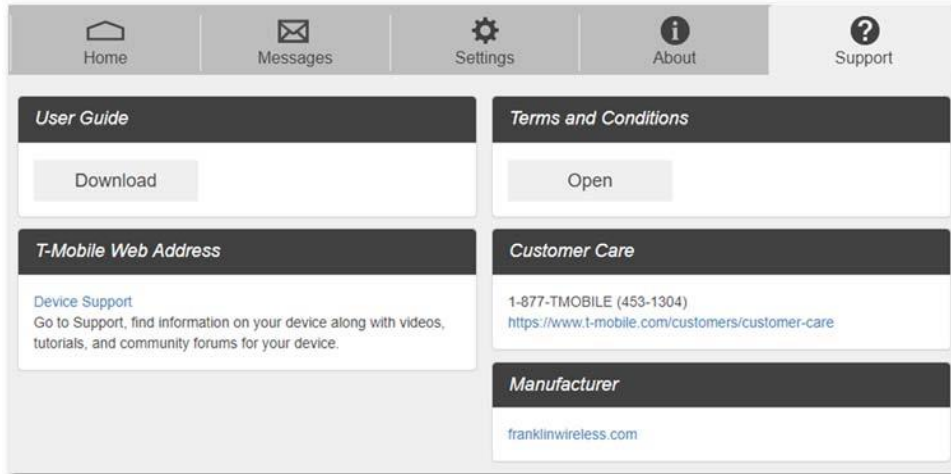 Home
Messages
Settings
About
Support
User Guide
Download
Terms and Conditions
Open
T-Mobile Web Address
Device Support
Go to Support, find information on your device along with videos,
tutorials, and community forums for your device.
Customer Care
1-877-TMOBILE (453-1304)
https://www.t-mobile.com/customers/customer-care
Manufacturer
franklinwireless.com